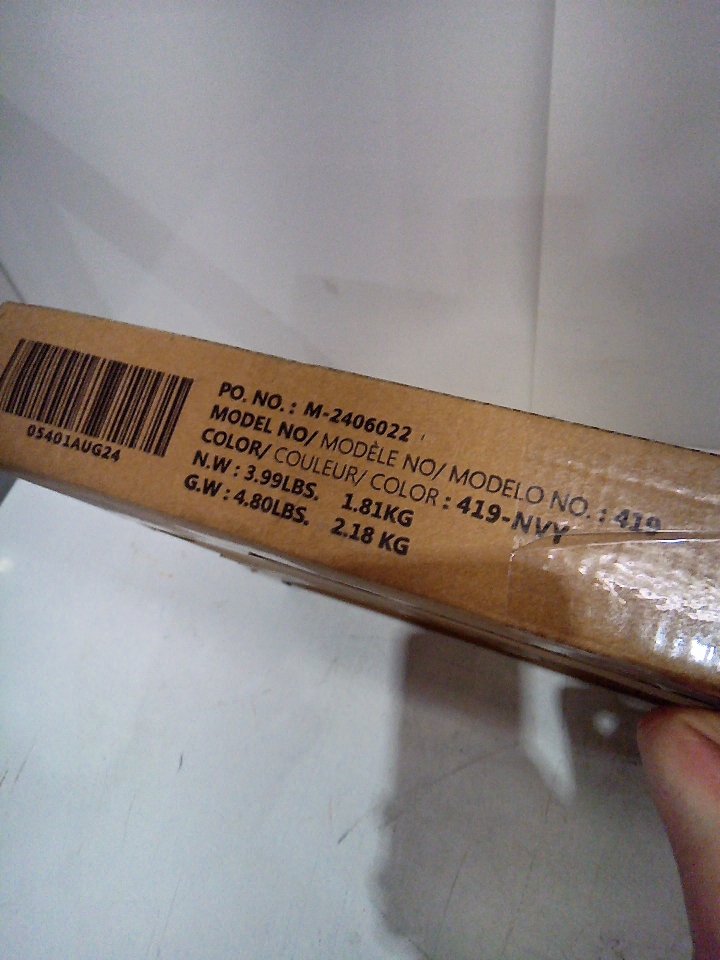 05401AUG24
PO. NO. : M-2406022
MODEL NO/ MODÈLE NO/ MODELO NO. : 419
COLOR/ COULEUR/ COLOR : 419-NVY
N.W : 3.99LBS. 1.81KG
G.W : 4.80LBS. 2.18 KG